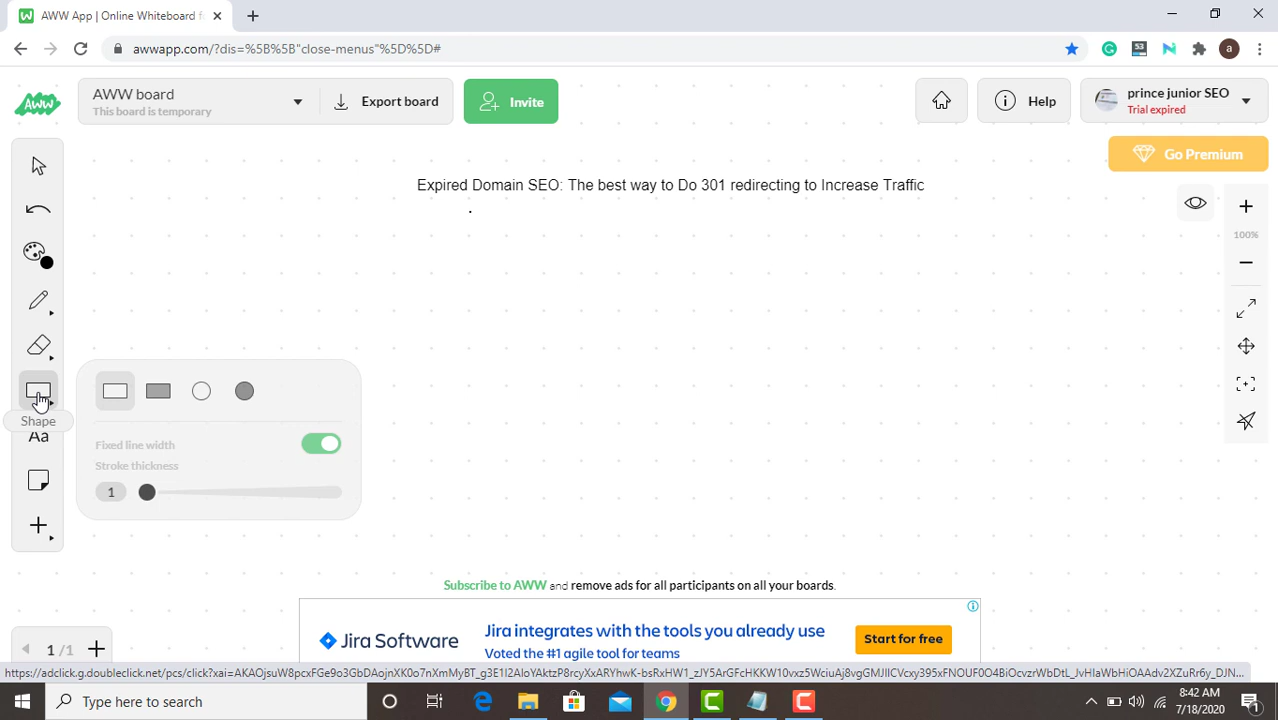 AWW App | Online Whiteboard f
awwapp.com/?dis=%5B%5B"close-menus"%5D%5D#
53
a
AWW
AWW board
This board is temporary
Export board
Invite
Help
prince junior SEO
Trial expired
Go Premium
Expired Domain SEO: The best way to Do 301 redirecting to Increase Traffic
100%
Shape
Aa
Fixed line width
Stroke thickness
1
Subscribe to AWW and remove ads for all participants on all your boards.
Jira Software
Jira integrates with the tools you already use
Voted the #1 agile tool for teams
Start for free
1 /1
Type here to search
8:42 AM
7/18/2020
1